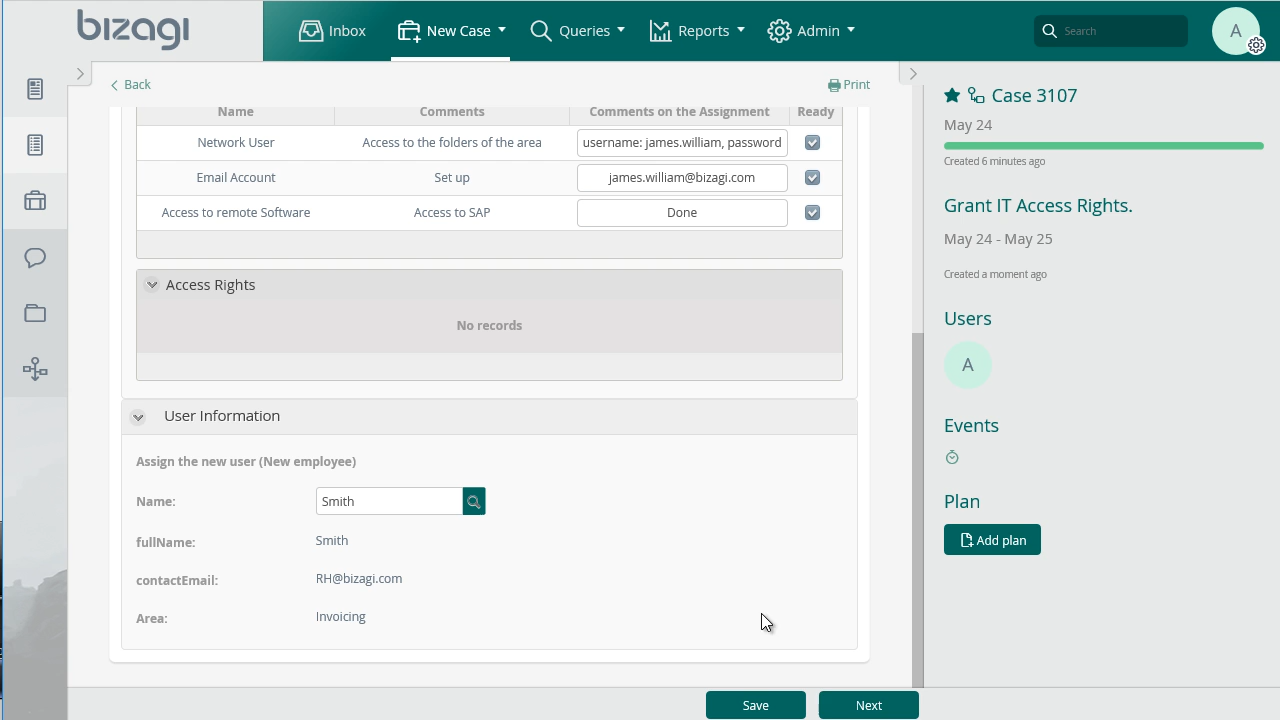 bizagi
Inbox
New Case
Queries
Reports
Admin
Search
A
Back
Print
Name Comments Comments on the Assignment Ready
Network User Access to the folders of the area username: james.william, password
Email Account Set up james.william@bizagi.com
Access to remote Software Access to SAP Done
Access Rights
No records
User Information
Assign the new user (New employee)
Name: Smith
fullName: Smith
contactEmail: RH@bizagi.com
Area: Invoicing
Save
Next
Case 3107
May 24
Created 6 minutes ago
Grant IT Access Rights.
May 24 - May 25
Created a moment ago
Users
A
Events
Plan
Add plan